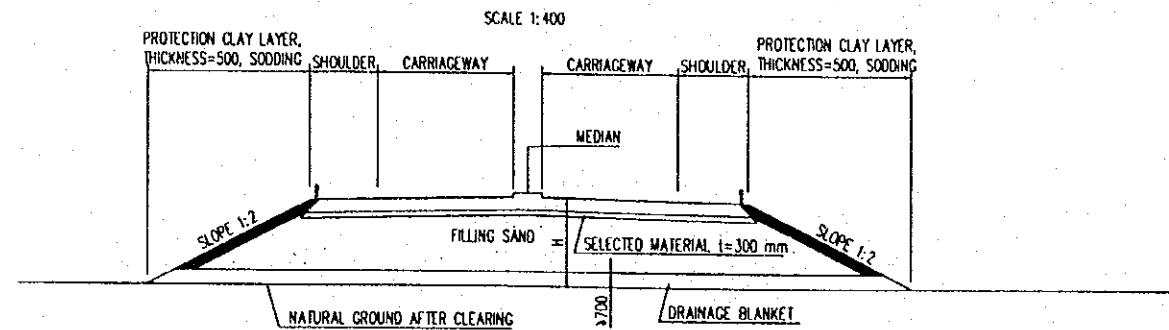 SCALE 1:400
PROTECTION CLAY LAYER,
THICKNESS=500, SODDING
SHOULDER
CARRIAGEWAY
CARRIAGEWAY
SHOULDER
PROTECTION CLAY LAYER,
THICKNESS=500, SODDING
MEDIAN
SLOPE 1:2
FILLING SAND
H
SELECTED MATERIAL t=300 mm
SLOPE 1:2
NATURAL GROUND AFTER CLEARING
DRAINAGE BLANKET